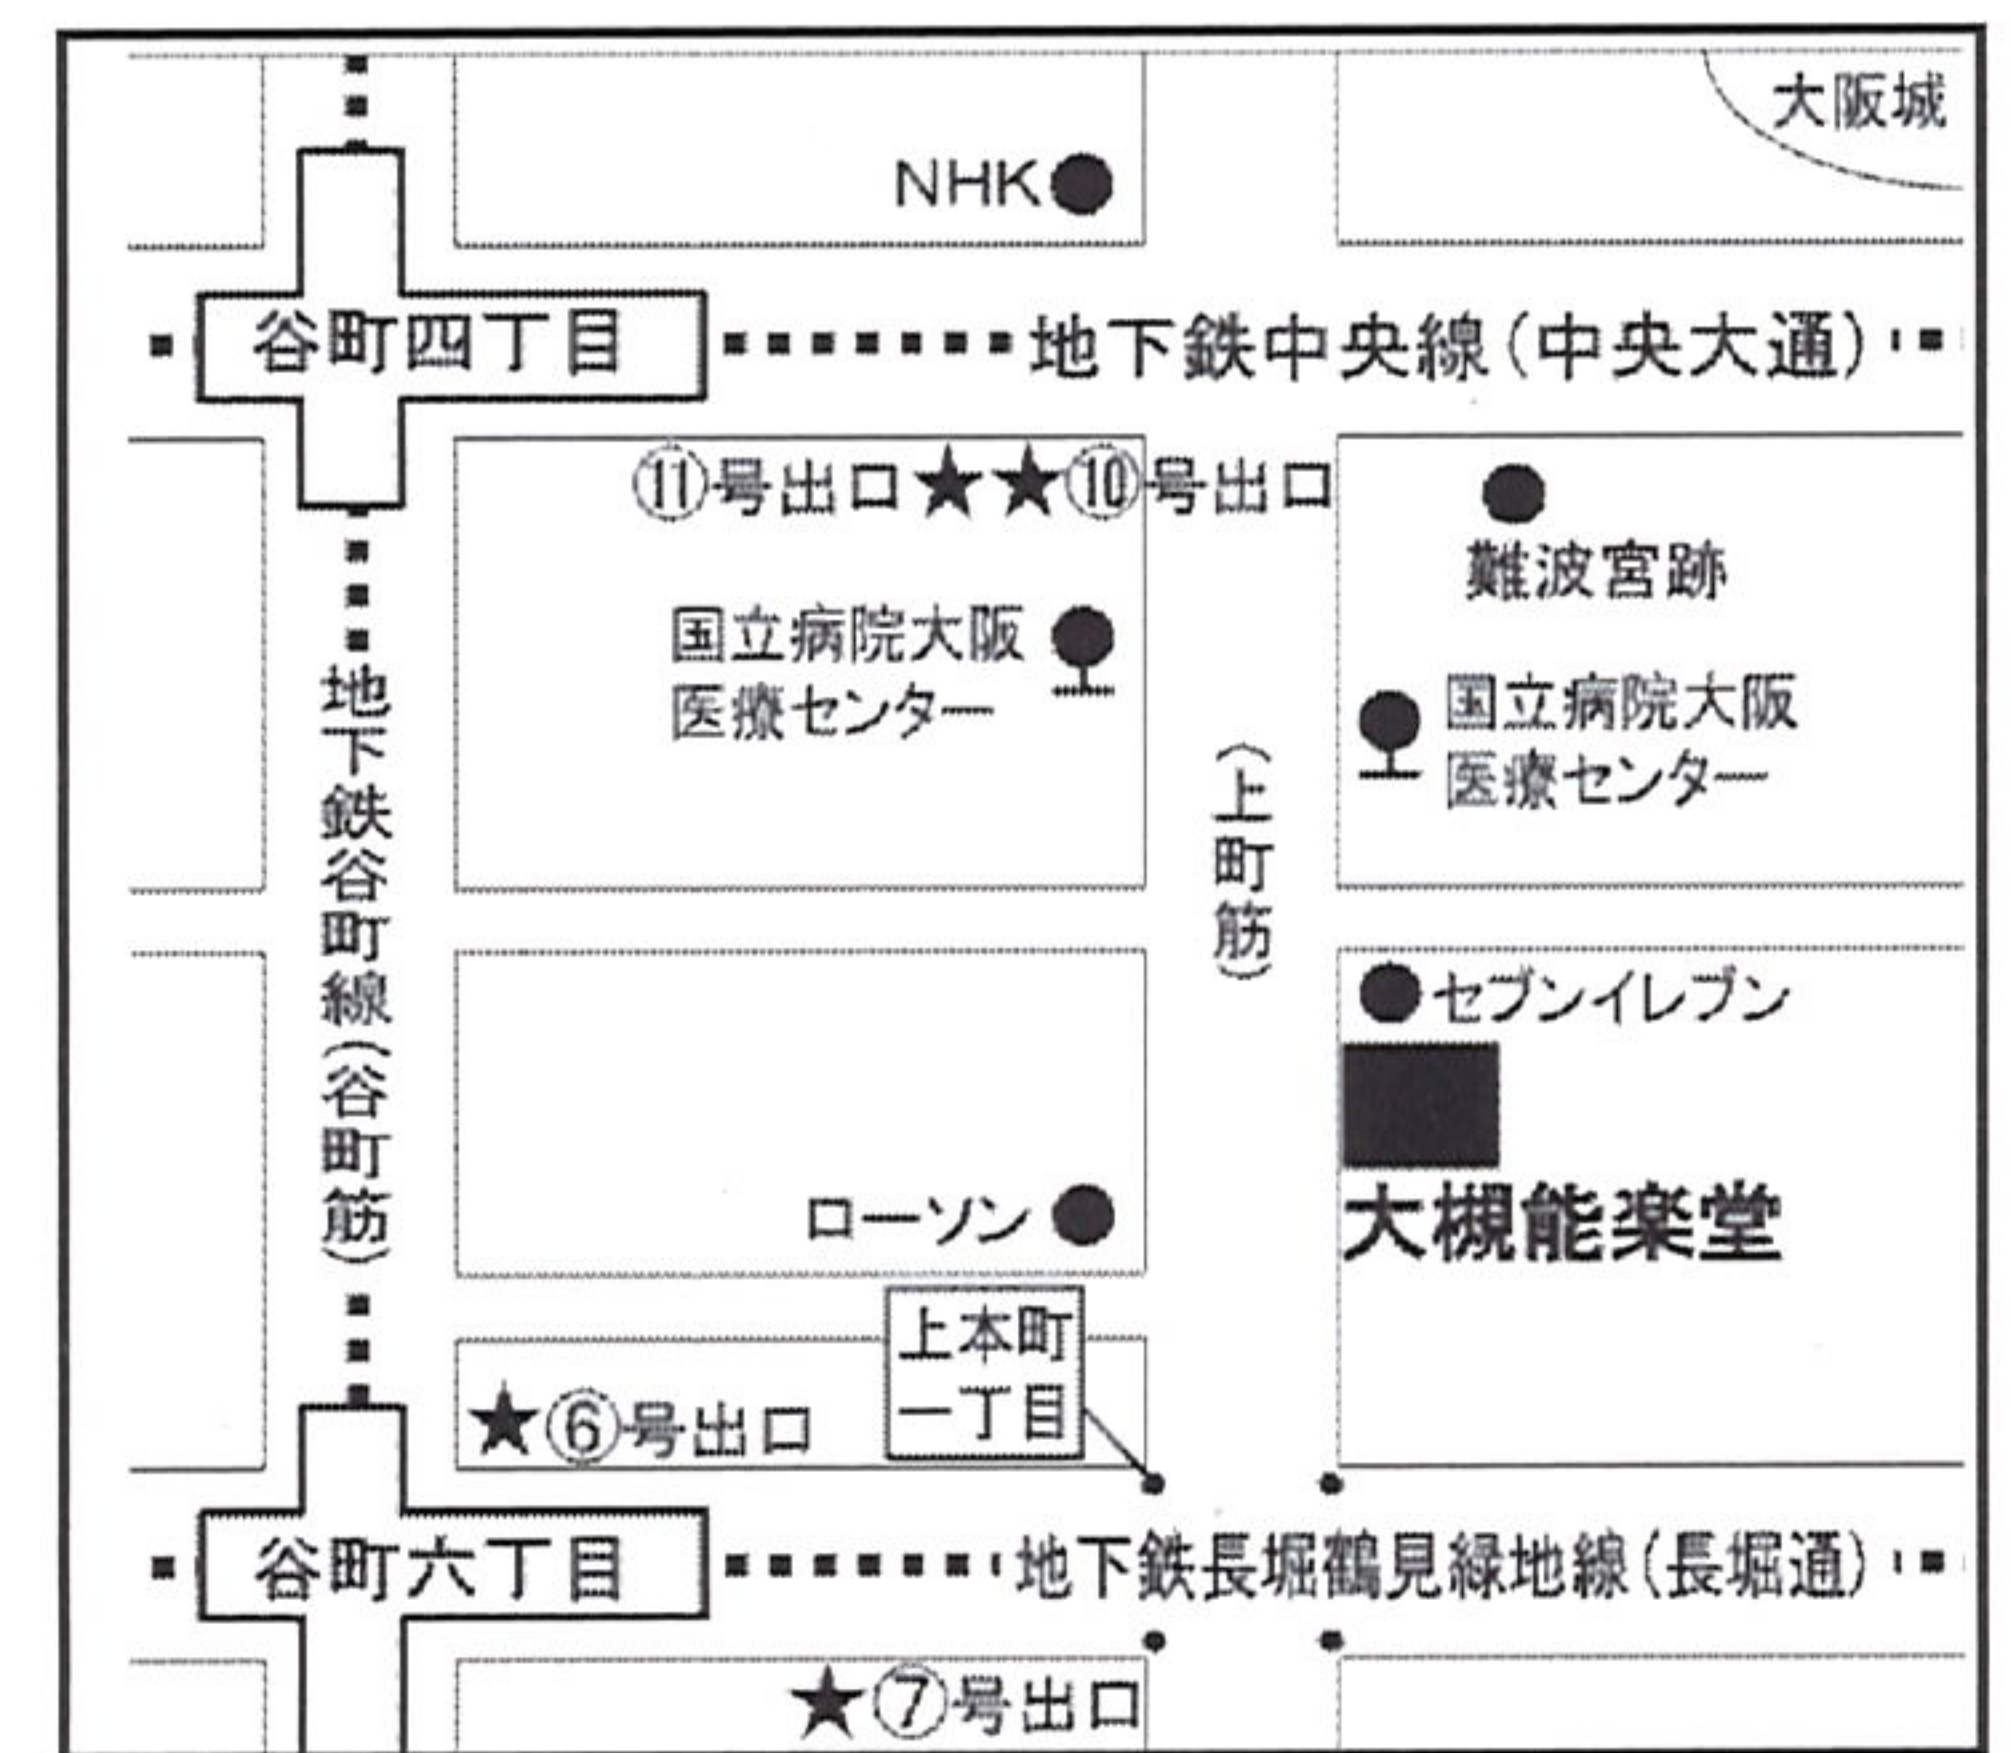 大阪城
NHK
谷町四丁目
地下鉄中央線(中央大通)
⑪号出口★★⑩号出口
難波宮跡
国立病院大阪
医療センター
国立病院大阪
医療センター
地下鉄谷町線(谷町筋)
(上町筋)
セブンイレブン
大槻能楽堂
ローソン
上本町
一丁目
★⑥号出口
谷町六丁目
地下鉄長堀鶴見緑地線(長堀通)
★⑦号出口